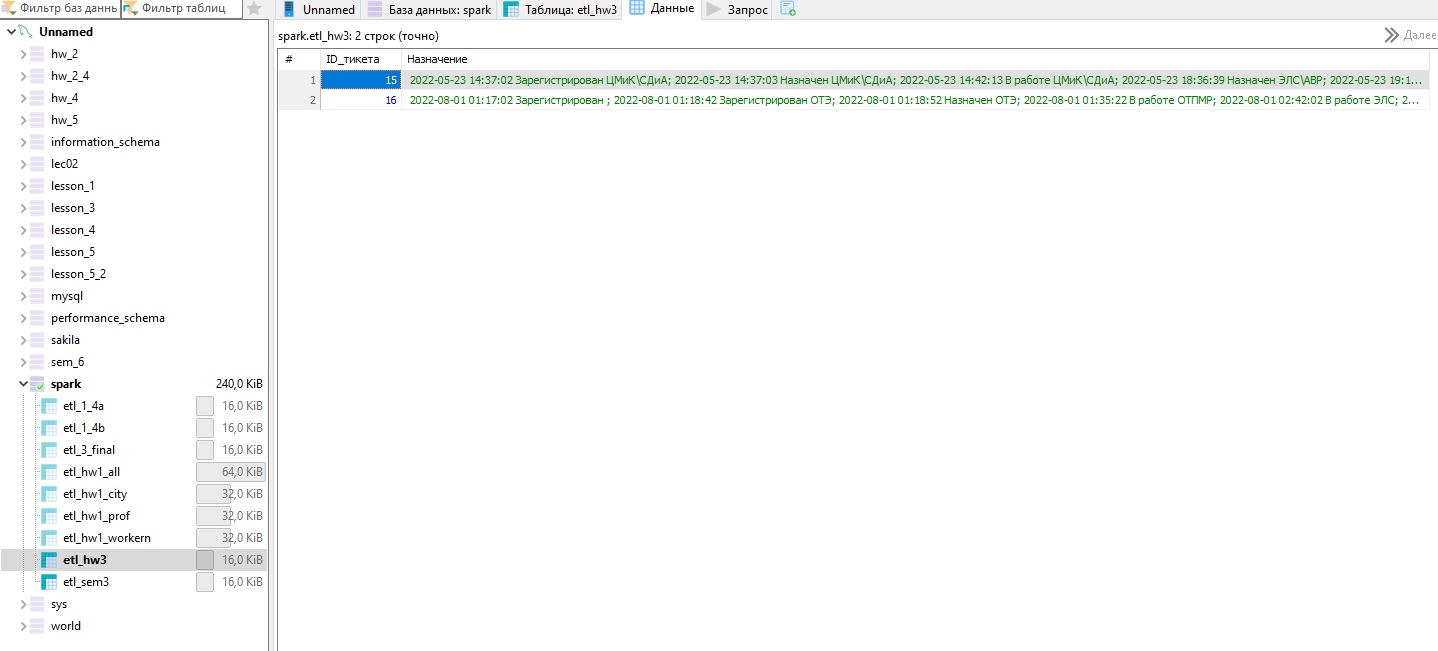 Фильтр баз данн
Фильтр таблиц
Unnamed
База данных: spark
Таблица: etl_hw3
Данные
Запрос
Unnamed
hw_2
hw_2_4
hw_4
hw_5
information_schema
lec02
lesson_1
lesson_3
lesson_4
lesson_5
lesson_5_2
mysql
performance_schema
sakila
sem_6
spark 240,0 KiB
etl_1_4a 16,0 KiB
etl_1_4b 16,0 KiB
etl_3_final 16,0 KiB
etl_hw1_all 64,0 KiB
etl_hw1_city 32,0 KiB
etl_hw1_prof 32,0 KiB
etl_hw1_workern 32,0 KiB
etl_hw3 16,0 KiB
etl_sem3 16,0 KiB
sys
world
spark.etl_hw3: 2 строк (точно)
Далее
# ID_тикета Назначение
1 15 2022-05-23 14:37:02 Зарегистрирован ЦМиК\СДиА; 2022-05-23 14:37:03 Назначен ЦМиК\СДиА; 2022-05-23 14:42:13 В работе ЦМиК\СДиА; 2022-05-23 18:36:39 Назначен ЭЛС\АВР; 2022-05-23 19:1...
2 16 2022-08-01 01:17:02 Зарегистрирован ; 2022-08-01 01:18:42 Зарегистрирован ОТЭ; 2022-08-01 01:18:52 Назначен ОТЭ; 2022-08-01 01:35:22 В работе ОТПМР; 2022-08-01 02:42:02 В работе ЭЛС; 2...